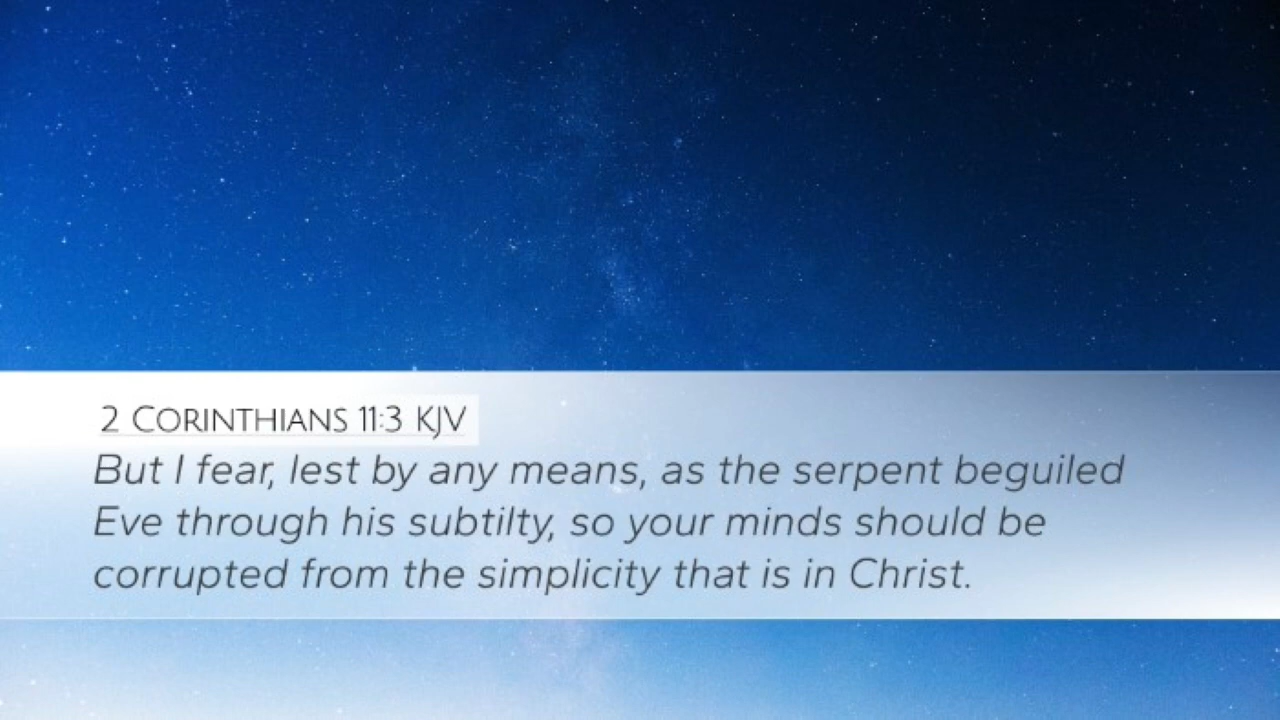 2 Corinthians 11:3 KJV
But I fear, lest by any means, as the serpent beguiled
Eve through his subtilty, so your minds should be
corrupted from the simplicity that is in Christ.